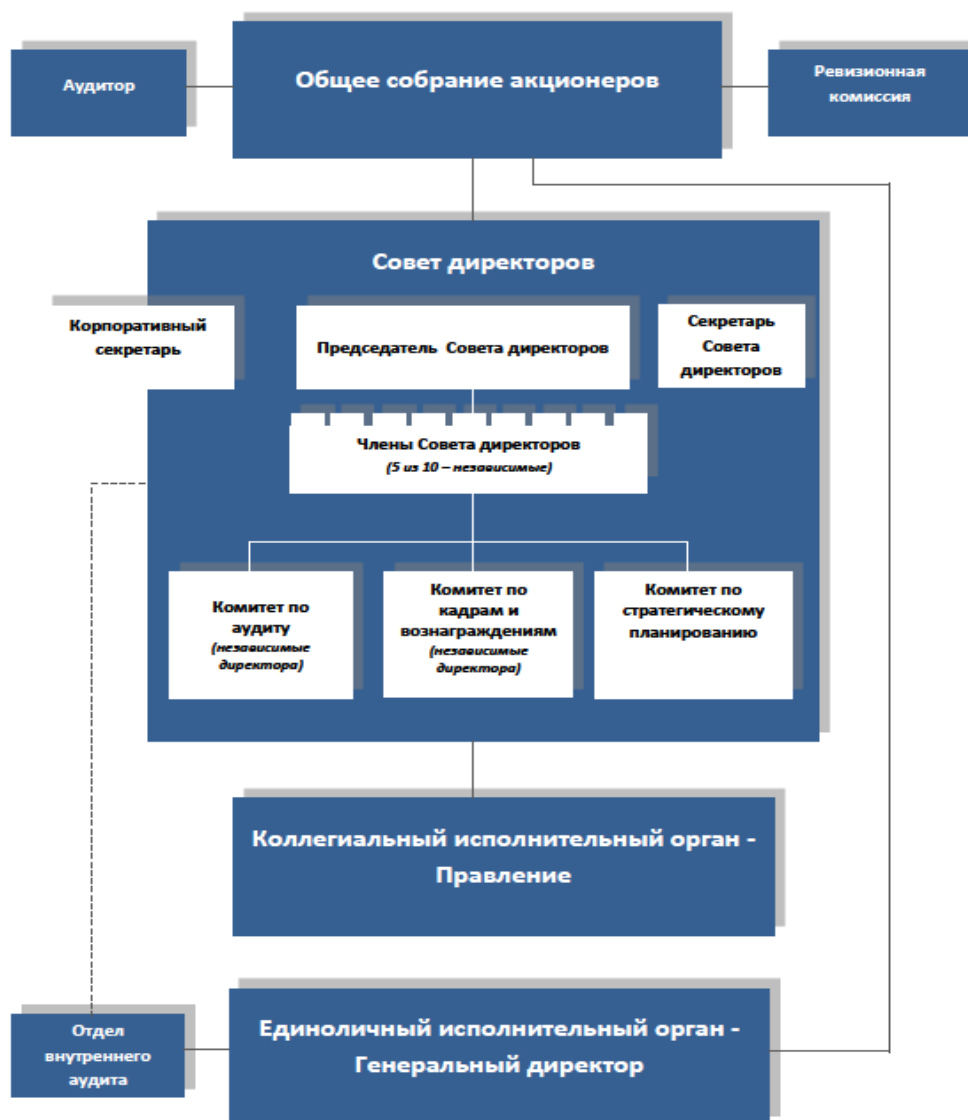 Аудитор
Общее собрание акционеров
Ревизионная
комиссия
Совет директоров
Корпоративный
секретарь
Председатель Совета директоров
Секретарь
Совета
директоров
Члены Совета директоров
(5 из 10 – независимые)
Комитет по
аудиту
(независимые
директора)
Комитет по
кадрам и
вознаграждениям
(независимые
директора)
Комитет по
стратегическому
планированию
Коллегиальный исполнительный орган -
Правление
Отдел
внутреннего
аудита
Единоличный исполнительный орган -
Генеральный директор